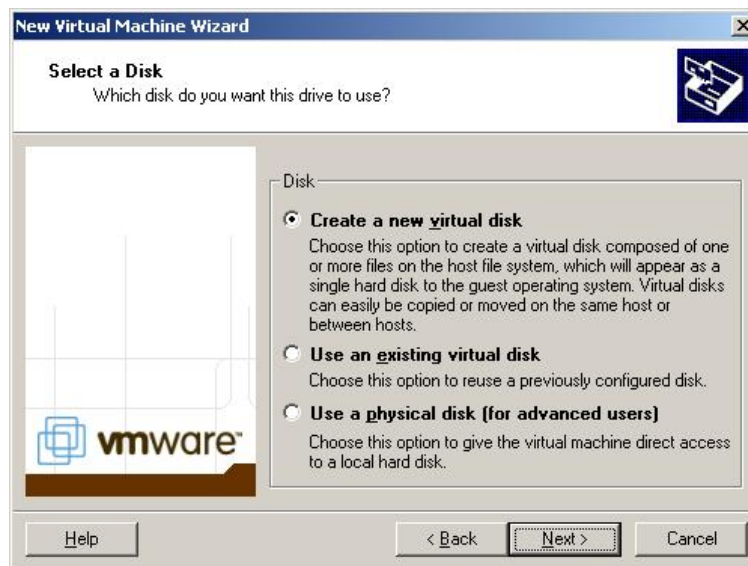 New Virtual Machine Wizard
Select a Disk
Which disk do you want this drive to use?
Disk
Create a new virtual disk
Choose this option to create a virtual disk composed of one
or more files on the host file system, which will appear as a
single hard disk to the guest operating system. Virtual disks
can easily be copied or moved on the same host or
between hosts.
Use an existing virtual disk
Choose this option to reuse a previously configured disk.
Use a physical disk (for advanced users)
Choose this option to give the virtual machine direct access
to a local hard disk.
vmware™
Help
< Back
Next >
Cancel